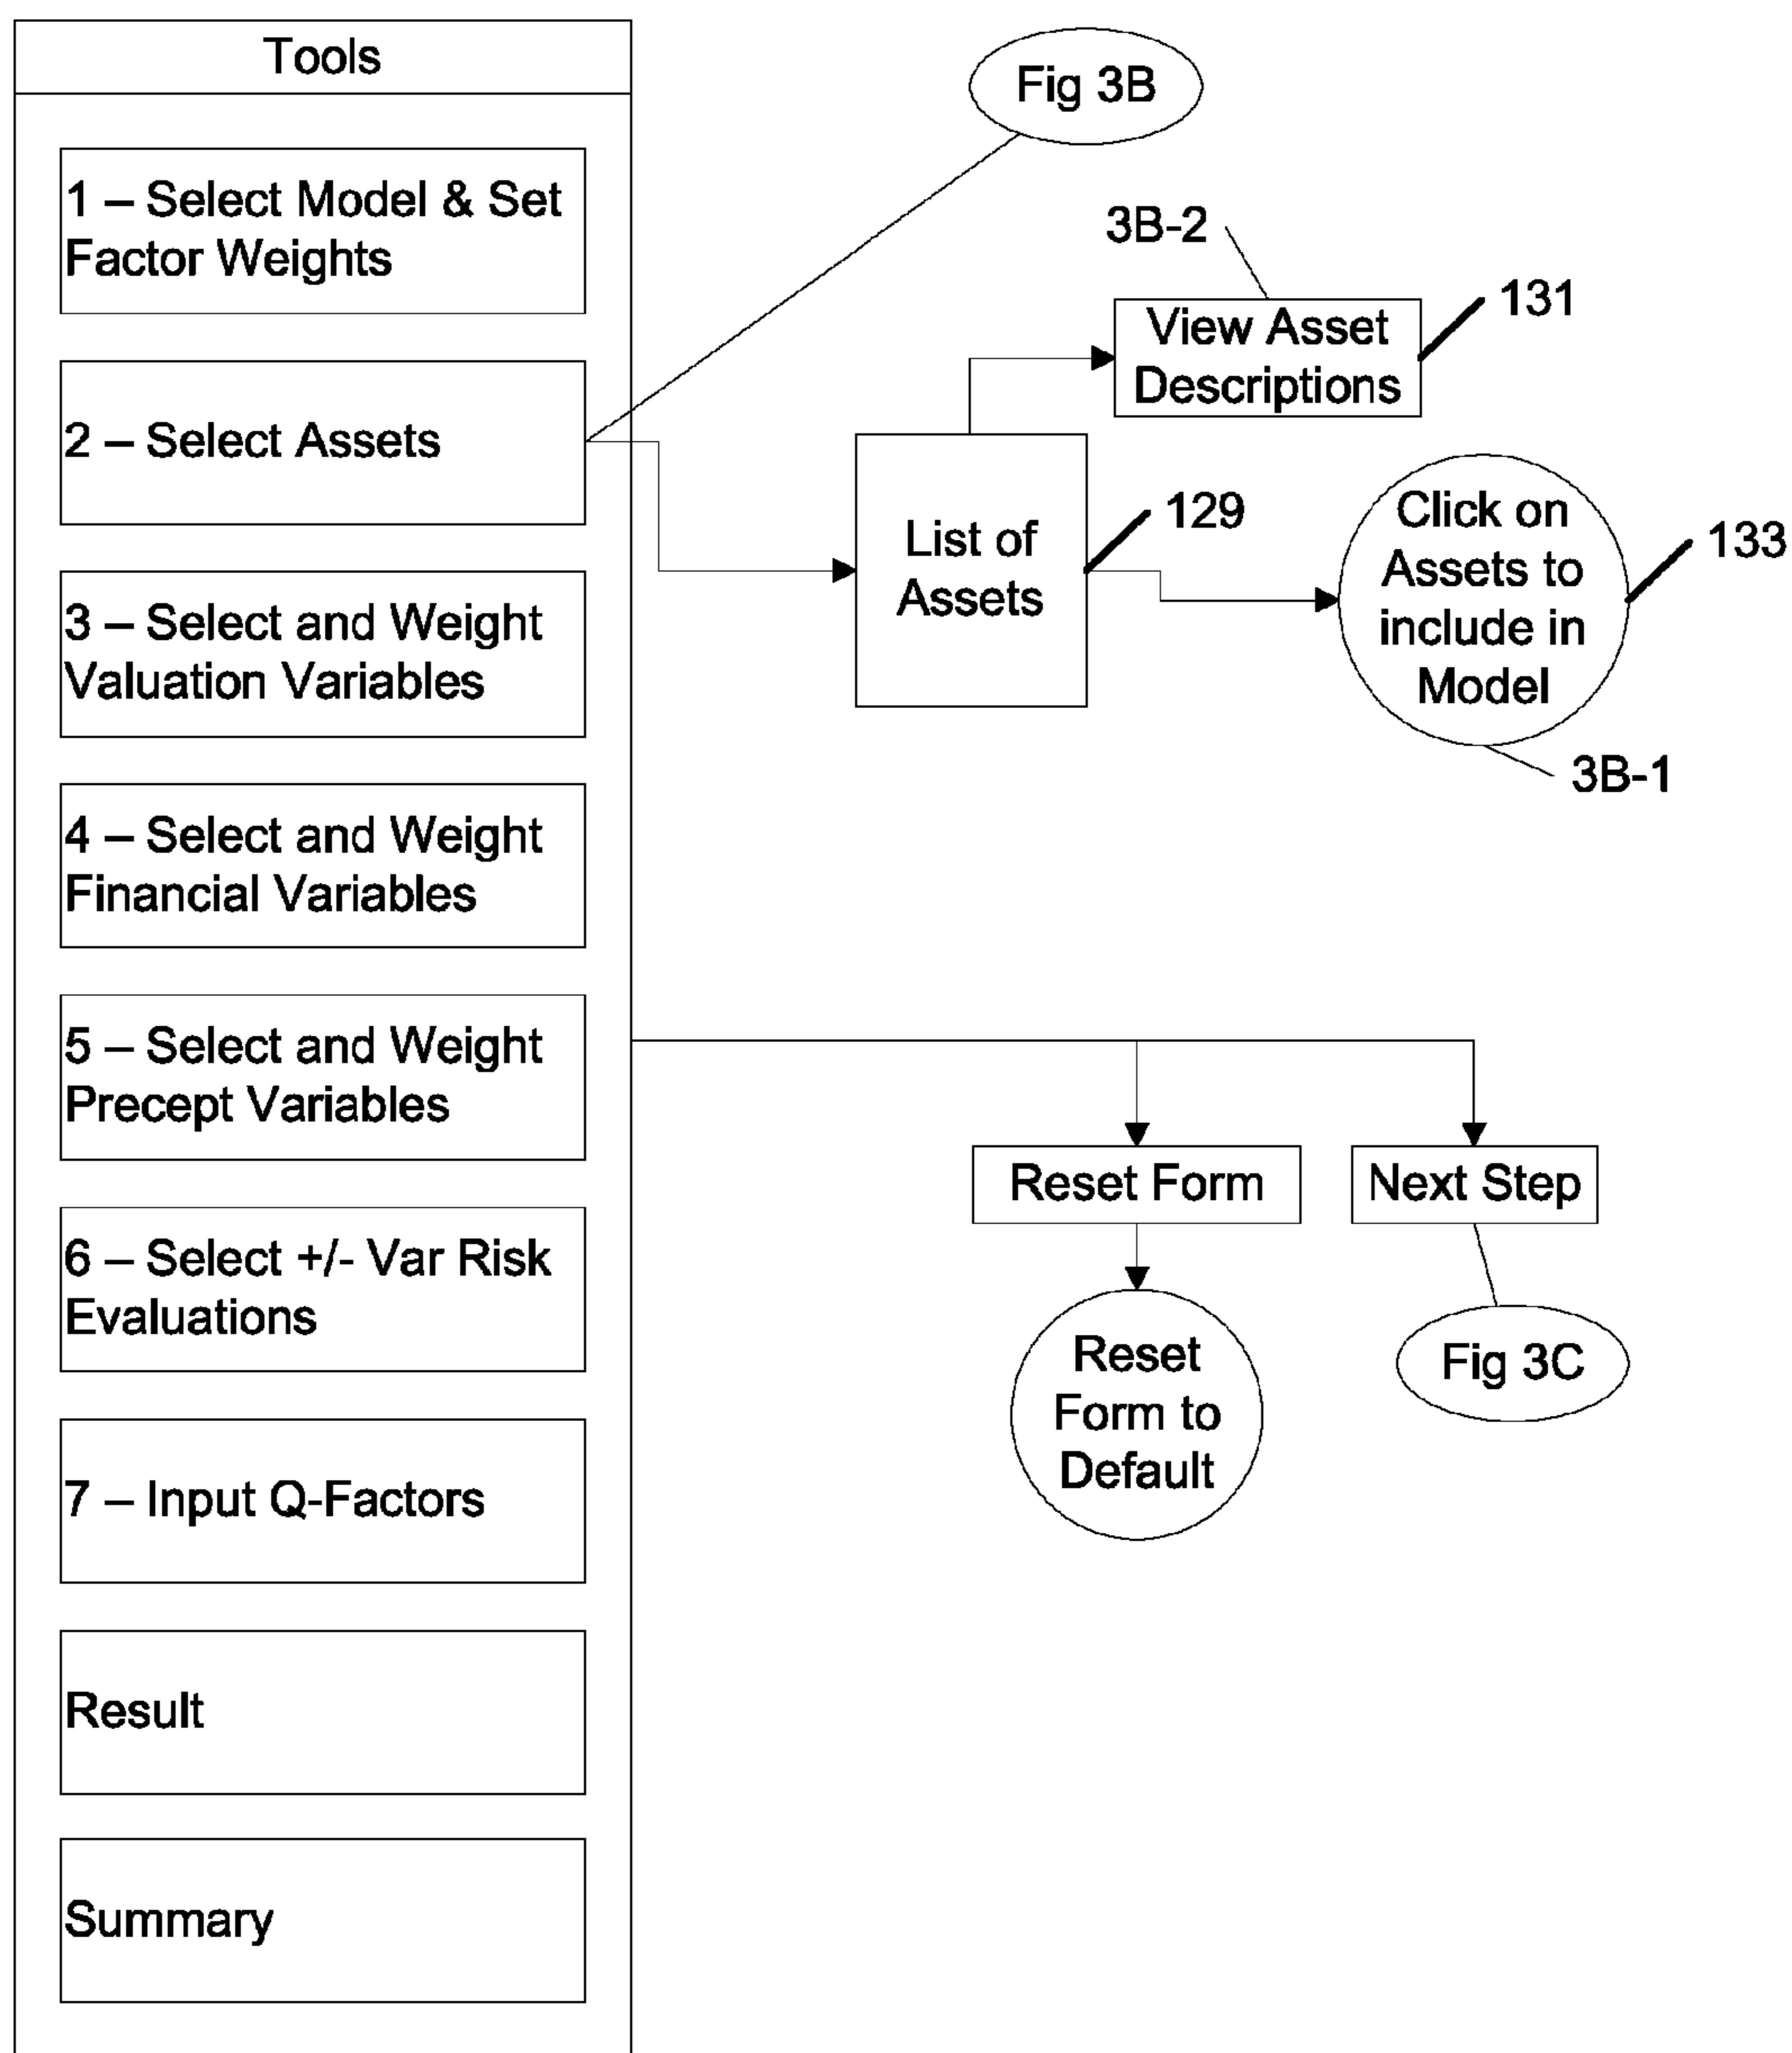 Tools
1 – Select Model & Set
Factor Weights
2 – Select Assets
3 – Select and Weight
Valuation Variables
4 – Select and Weight
Financial Variables
5 – Select and Weight
Precept Variables
6 – Select +/- Var Risk
Evaluations
7 – Input Q-Factors
Result
Summary
Fig 3B
3B-2
View Asset
Descriptions
131
List of
Assets
129
Click on
Assets to
include in
Model
133
3B-1
Reset Form
Next Step
Reset
Form to
Default
Fig 3C